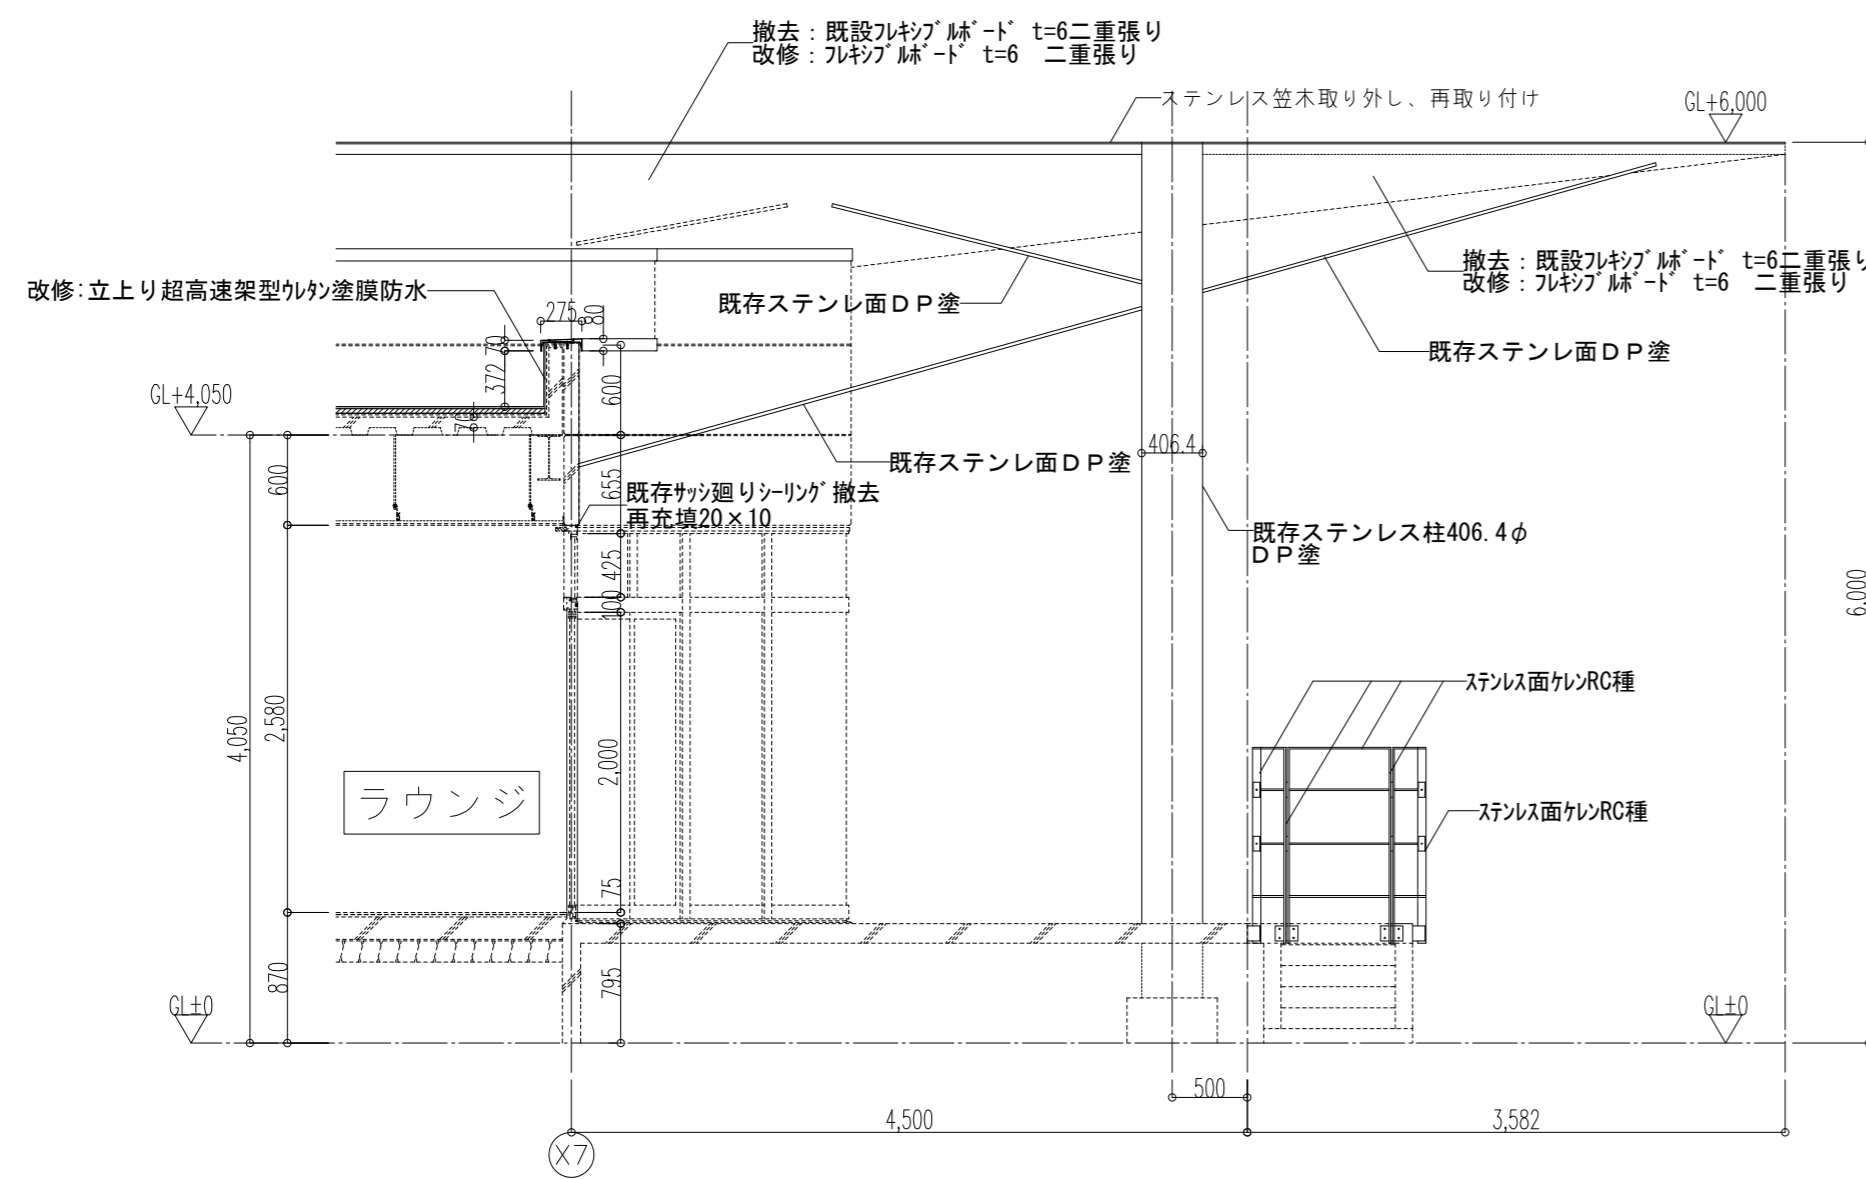 撤去：既設ﾌﾚｷｼﾌﾞﾙﾎﾞｰﾄﾞ t=6二重張り
改修：ﾌﾚｷｼﾌﾞﾙﾎﾞｰﾄﾞ t=6　二重張り
ステンレス笠木取り外し、再取り付け
GL+6,000
撤去：既設ﾌﾚｷｼﾌﾞﾙﾎﾞｰﾄﾞ t=6二重張り
改修：ﾌﾚｷｼﾌﾞﾙﾎﾞｰﾄﾞ t=6　二重張り
改修:立上り超高速架型ｳﾚﾀﾝ塗膜防水
275
80
既存ステンレ面ＤＰ塗
既存ステンレ面ＤＰ塗
70
372
600
GL+4,050
70
406.4
既存ステンレ面ＤＰ塗
600
655
既存ｻｯｼ廻りｼｰﾘﾝｸﾞ撤去
再充填20×10
既存ステンレス柱406.4φ
ＤＰ塗
425
100
6,000
ｽﾃﾝﾚｽ面ｹﾚﾝRC種
4,050
2,580
2,000
ラウンジ
ｽﾃﾝﾚｽ面ｹﾚﾝRC種
75
870
795
GL±0
GL±0
500
4,500
3,582
X7